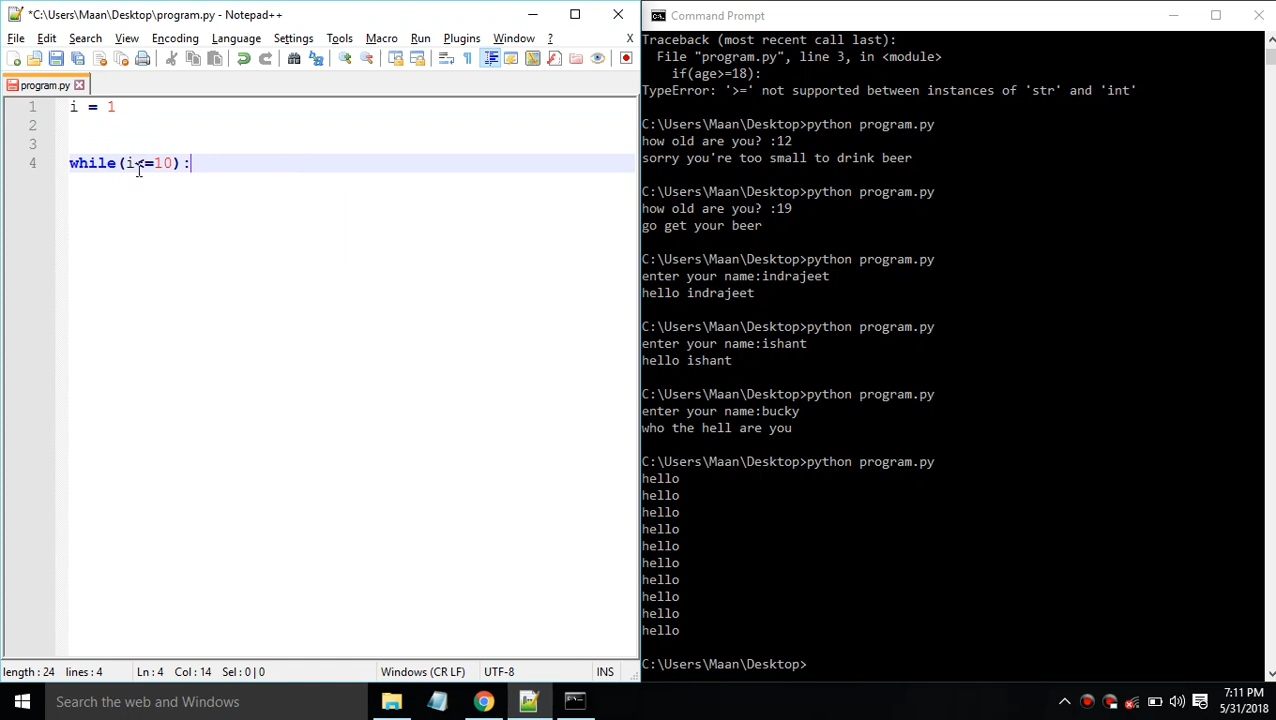 *C:\Users\Maan\Desktop\program.py - Notepad++
File Edit Search View Encoding Language Settings Tools Macro Run Plugins Window ? X
program.py
1 i = 1
2
3
4 while(i<=10):
length : 24 lines : 4 Ln : 4 Col : 14 Sel : 0 | 0 Windows (CR LF) UTF-8 INS
Command Prompt
Traceback (most recent call last):
File "program.py", line 3, in <module>
if(age>=18):
TypeError: '>=' not supported between instances of 'str' and 'int'
C:\Users\Maan\Desktop>python program.py
how old are you? :12
sorry you're too small to drink beer
C:\Users\Maan\Desktop>python program.py
how old are you? :19
go get your beer
C:\Users\Maan\Desktop>python program.py
enter your name:indrajeet
hello indrajeet
C:\Users\Maan\Desktop>python program.py
enter your name:ishant
hello ishant
C:\Users\Maan\Desktop>python program.py
enter your name:bucky
who the hell are you
C:\Users\Maan\Desktop>python program.py
hello
hello
hello
hello
hello
hello
hello
hello
hello
hello
C:\Users\Maan\Desktop>
Search the web and Windows
7:11 PM
5/31/2018